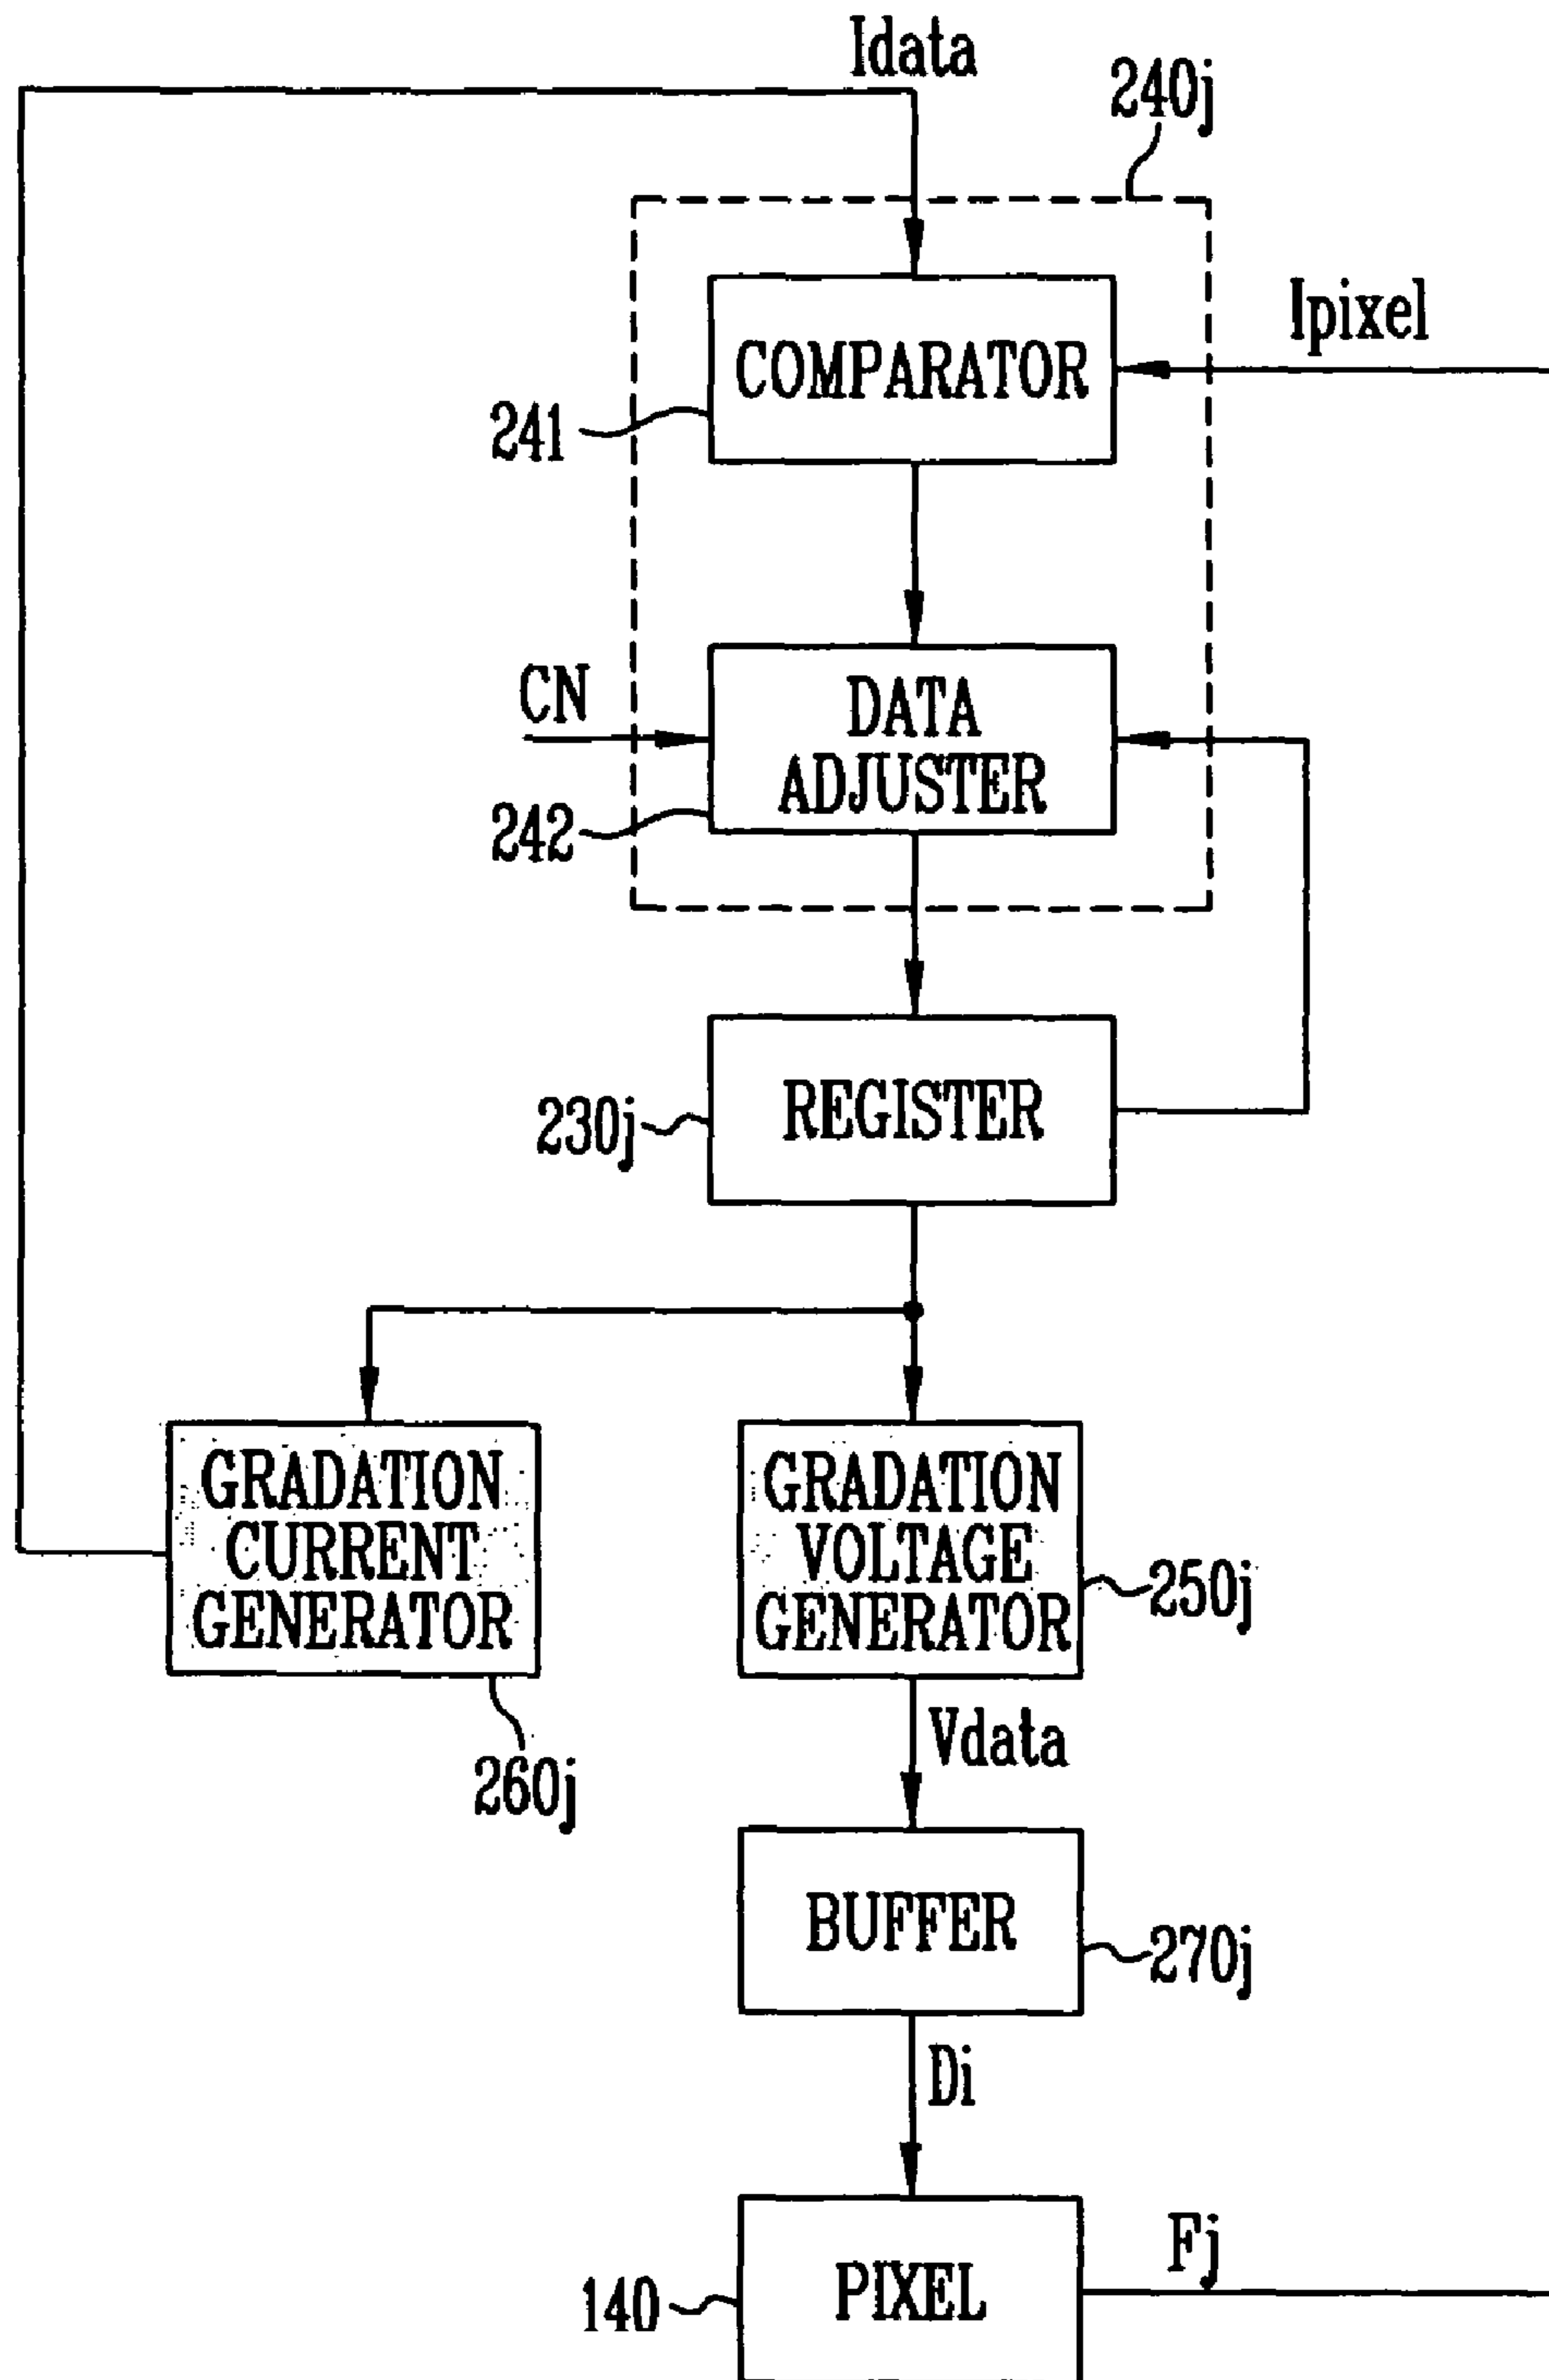 Idata
240j
COMPARATOR
Ipixel
241
CN
DATA
ADJUSTER
242
REGISTER
230j
GRADATION
CURRENT
GENERATOR
GRADATION
VOLTAGE
GENERATOR
250j
260j
Vdata
BUFFER
270j
Di
Fj
PIXEL
140